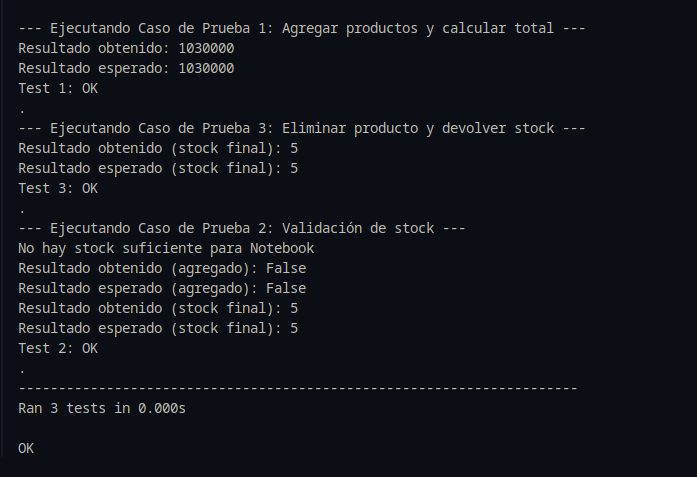 --- Ejecutando Caso de Prueba 1: Agregar productos y calcular total ---
Resultado obtenido: 1030000
Resultado esperado: 1030000
Test 1: OK
.
--- Ejecutando Caso de Prueba 3: Eliminar producto y devolver stock ---
Resultado obtenido (stock final): 5
Resultado esperado (stock final): 5
Test 3: OK
.
--- Ejecutando Caso de Prueba 2: Validación de stock ---
No hay stock suficiente para Notebook
Resultado obtenido (agregado): False
Resultado esperado (agregado): False
Resultado obtenido (stock final): 5
Resultado esperado (stock final): 5
Test 2: OK
.
----------------------------------------------------------------------
Ran 3 tests in 0.000s

OK